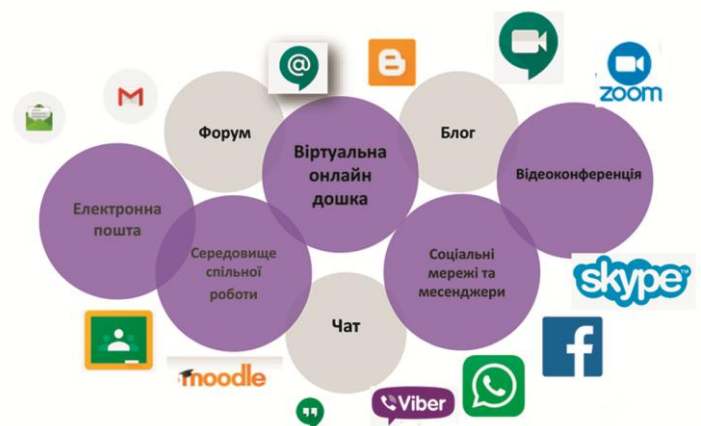 zoom
Форум
Блог
Віртуальна
онлайн
дошка
Відеоконференція
Електронна
пошта
Середовище
спільної
роботи
Соціальні
мережі та
месенджери
skype™
Чат
moodle
Viber